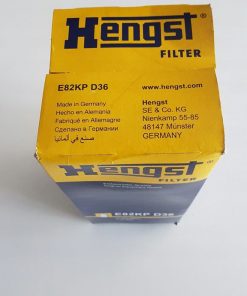 Hengst
FILTER
E82KP D36
www.hengst.com
Made in Germany
Hecho en Alemania
Fabriqué en Allemagne
Сделано в Германии
صنع في ألمانيا
Hengst
SE & Co. KG
Nienkamp 55-85
48147 Münster
GERMANY
Hengst
FILTER
E82KP D36